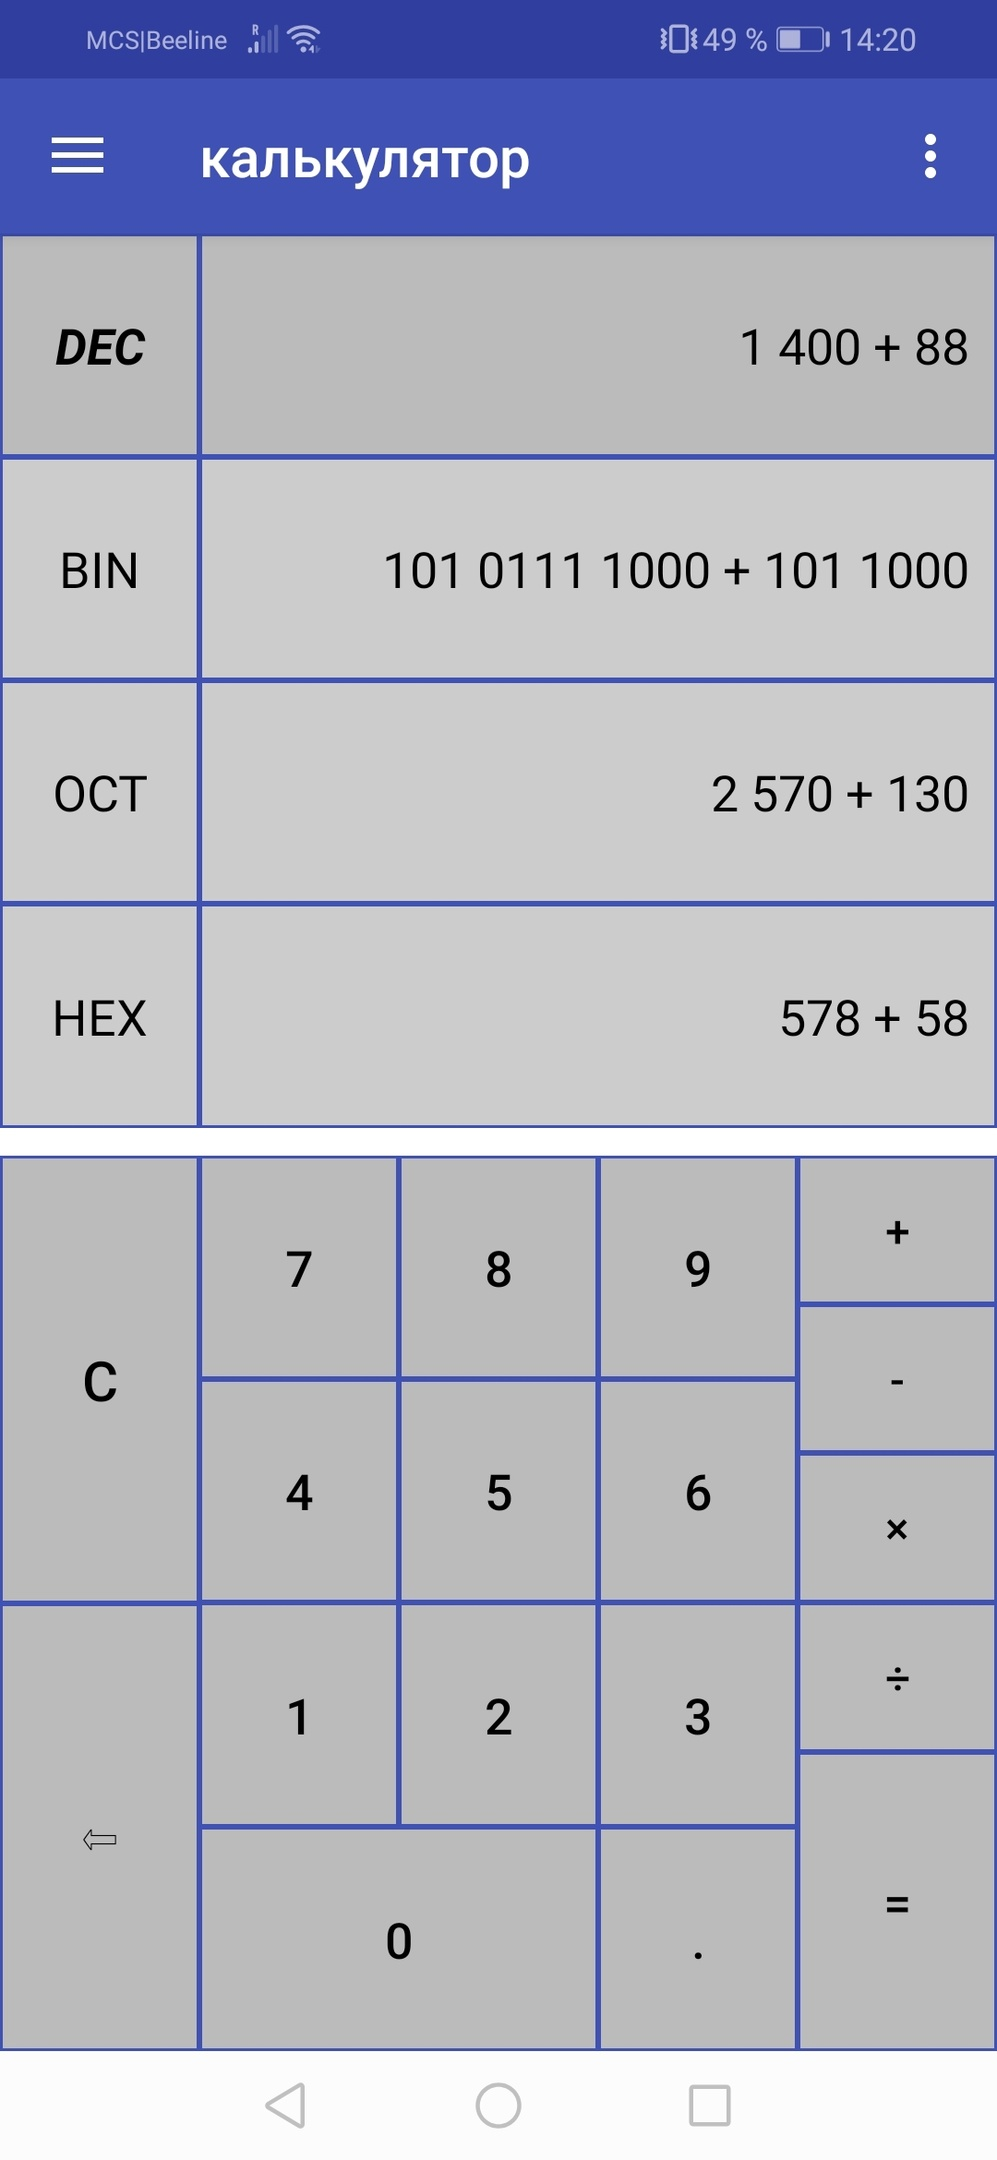 MCS|Beeline R 49 % 14:20
калькулятор
DEC 1 400 + 88
BIN 101 0111 1000 + 101 1000
OCT 2 570 + 130
HEX 578 + 58
C 7 8 9 +
-
4 5 6 ×
1 2 3 ÷
⇦ 0 . =